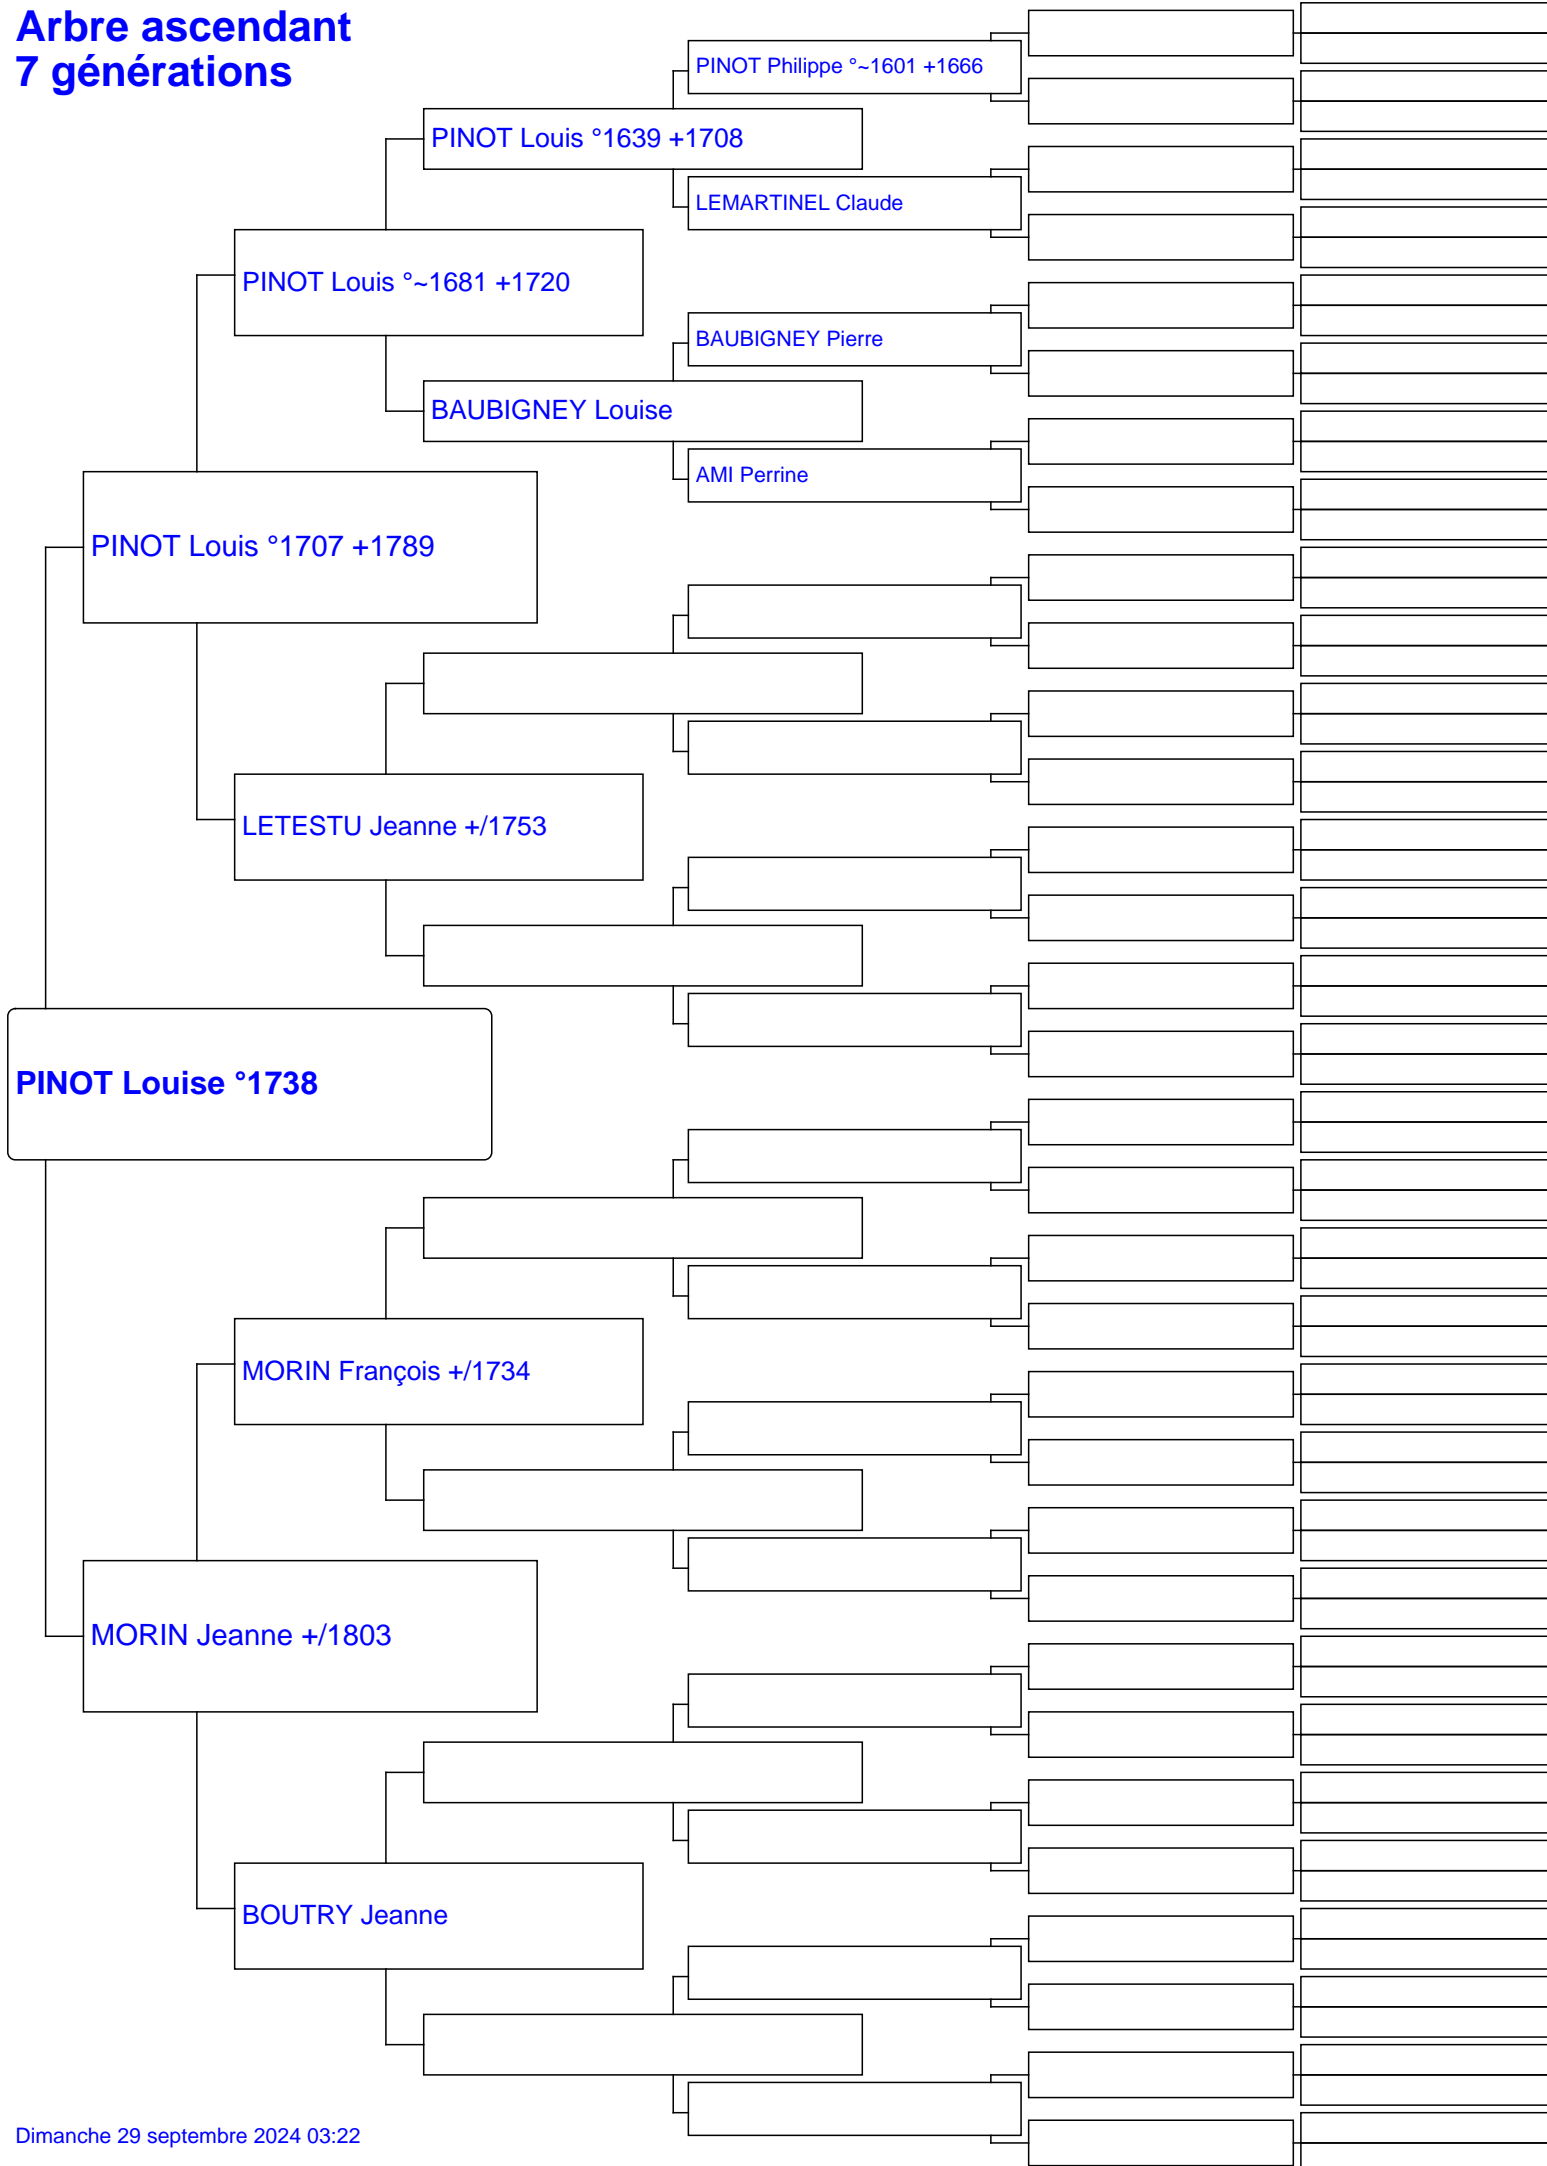 Arbre ascendant
7 générations
PINOT Philippe °~1601 +1666
PINOT Louis °1639 +1708
LEMARTINEL Claude
PINOT Louis °~1681 +1720
BAUBIGNEY Pierre
BAUBIGNEY Louise
AMI Perrine
PINOT Louis °1707 +1789
LETESTU Jeanne +/1753
PINOT Louise °1738
MORIN François +/1734
MORIN Jeanne +/1803
BOUTRY Jeanne
Dimanche 29 septembre 2024 03:22